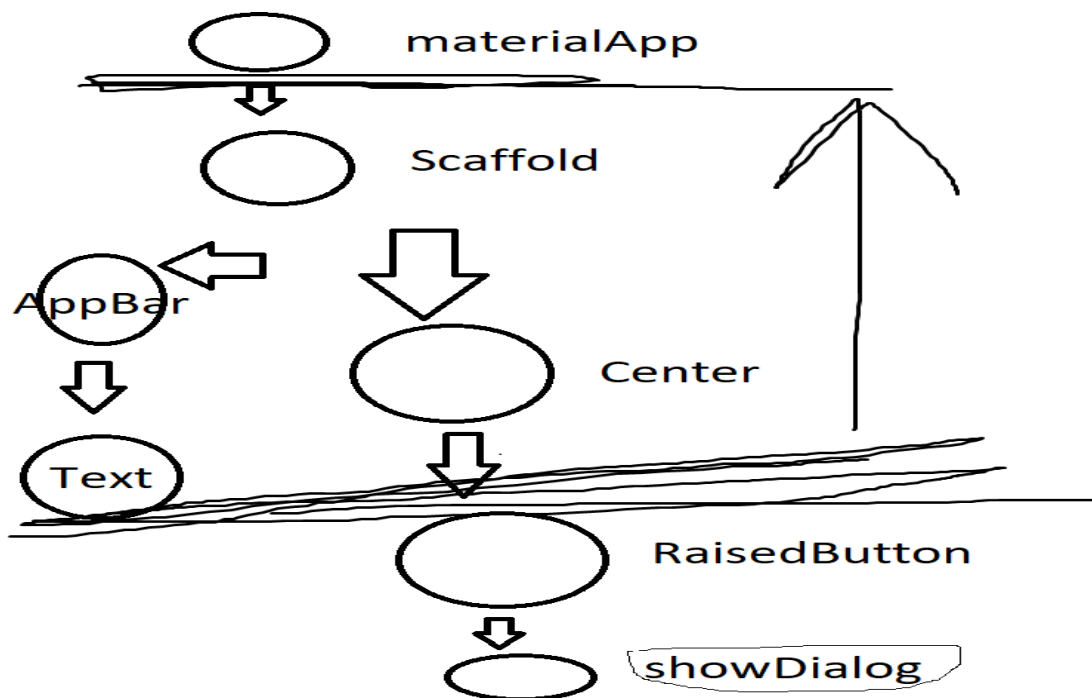 materialApp
Scaffold
AppBar
Center
Text
RaisedButton
showDialog